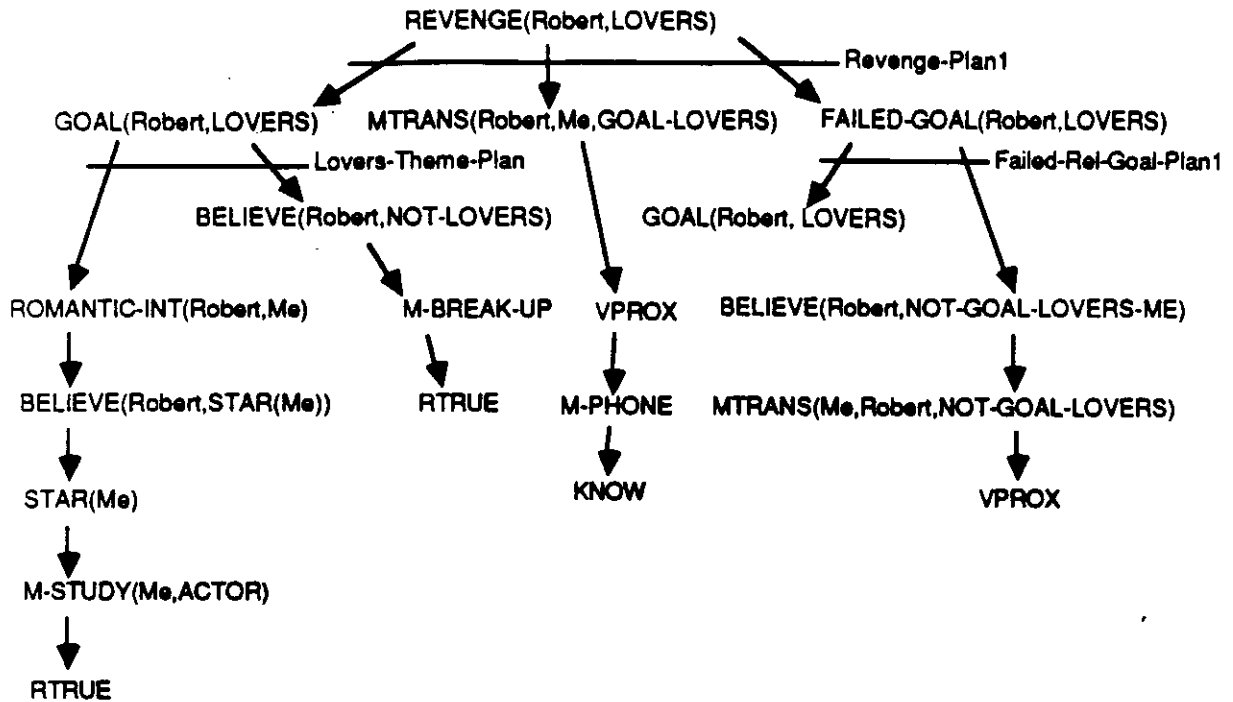 REVENGE(Robert,LOVERS)
Revenge-Plan1
GOAL(Robert,LOVERS)
MTRANS(Robert,Me,GOAL-LOVERS)
FAILED-GOAL(Robert,LOVERS)
Lovers-Theme-Plan
Failed-Rel-Goal-Plan1
BELIEVE(Robert,NOT-LOVERS)
GOAL(Robert, LOVERS)
ROMANTIC-INT(Robert,Me)
M-BREAK-UP
VPROX
BELIEVE(Robert,NOT-GOAL-LOVERS-ME)
BELIEVE(Robert,STAR(Me))
RTRUE
M-PHONE
MTRANS(Me,Robert,NOT-GOAL-LOVERS)
STAR(Me)
KNOW
VPROX
M-STUDY(Me,ACTOR)
RTRUE